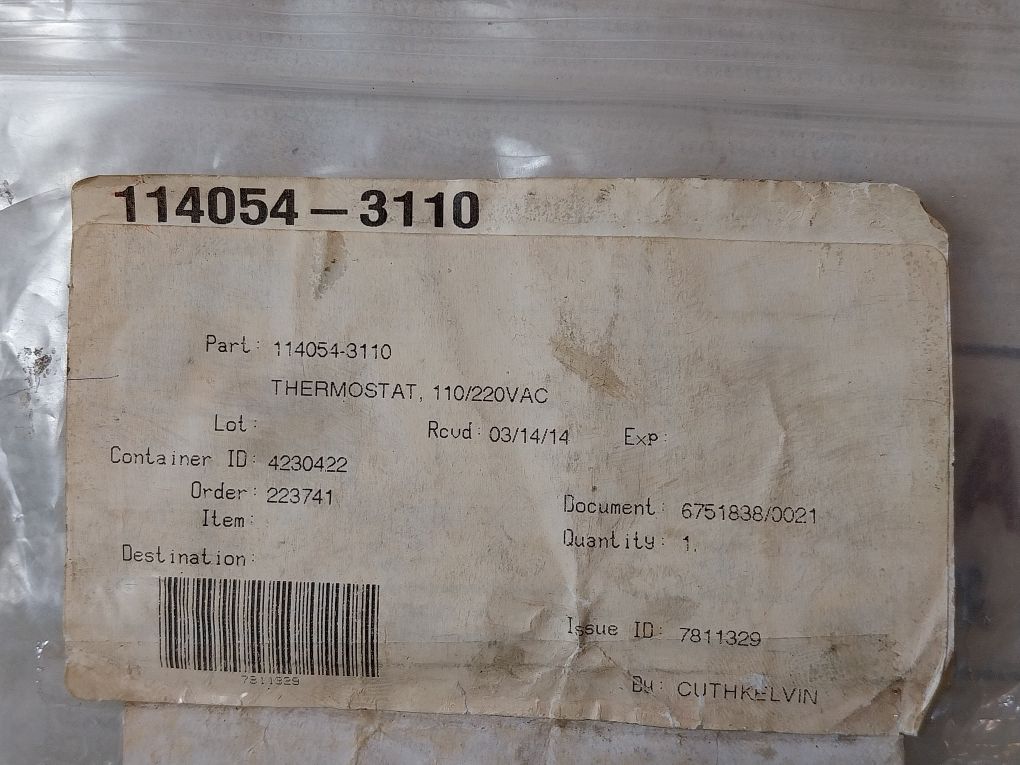 114054-3110
Part: 114054-3110
THERMOSTAT, 110/220VAC
Lot: Rcvd: 03/14/14 Exp:
Container ID: 4230422
Order: 223741 Document: 6751838/0021
Item: Quantity: 1.
Destination:
Issue ID: 7811329
7811329
By: CUTHKELVIN